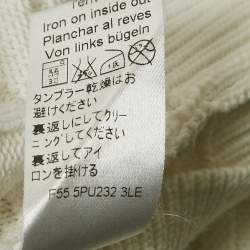 Iron on inside out
Planchar al reves
Von links bügeln
タンブラー乾燥はお
避けください
裏返しにしてクリー
ニングしてください
裏返してアイ
ロンを掛ける
F55 5PU232 3LE